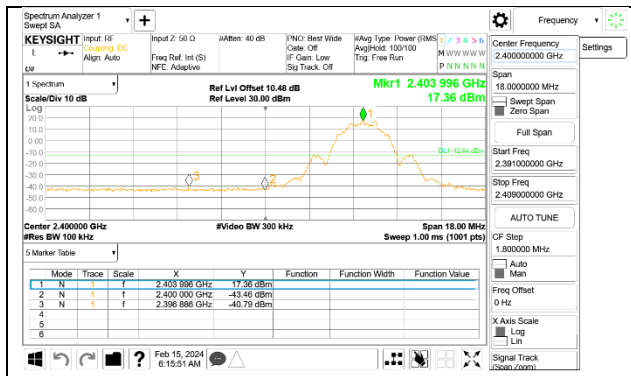 Spectrum Analyzer 1
Swept SA
Frequency
KEYSIGHT Input: RF Input Z: 50 Ω #Atten: 40 dB PNO: Best Wide #Avg Type: Power (RMS) 1 2 3 4 5 6
L Coupling: DC Gate: Off Avg|Hold: 100/100 M W W W W W
Align: Auto Freq Ref: Int (S) IF Gain: Low Trig: Free Run
NFE: Adaptive Sig Track: Off P N N N N N
Center Frequency
2.400000000 GHz
Settings
1 Spectrum
Ref Lvl Offset 10.48 dB
Mkr1 2.403 996 GHz
Scale/Div 10 dB
Ref Level 30.00 dBm
17.36 dBm
Log
20.0
10.0
0.00
-10.0
-20.0
-30.0
-40.0
-50.0
-60.0
1
2
3
DL1 -12.64 dBm
Center 2.4000 GHz
#Video BW 300 kHz
Span 18.00 MHz
#Res BW 100 kHz
Sweep 1.00 ms (1001 pts)
Span
18.0000000 MHz
Swept Span
Zero Span
Full Span
Start Freq
2.391000000 GHz
Stop Freq
2.409000000 GHz
AUTO TUNE
CF Step
1.800000 MHz
Auto
Man
Freq Offset
0 Hz
X Axis Scale
Log
Lin
Signal Track
(Span Zoom)
5 Marker Table
Mode Trace Scale X Y Function Function Width Function Value
1 N 1 f 2.403 996 GHz 17.36 dBm
2 N 1 f 2.400 000 GHz -43.46 dBm
3 N 1 f 2.396 886 GHz -40.79 dBm
4
5
6
Feb 15, 2024
6:15:51 AM